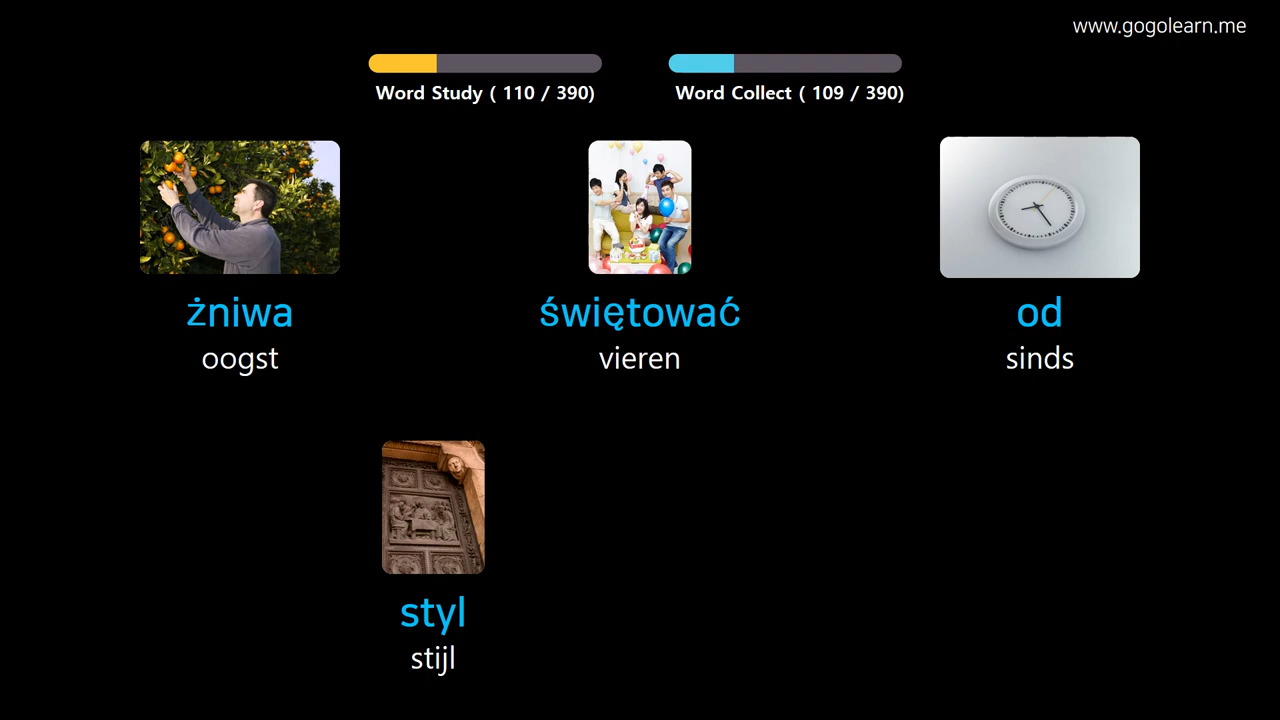 www.gogolearn.me
Word Study ( 110 / 390)
Word Collect ( 109 / 390)
żniwa
oogst
świętować
vieren
od
sinds
styl
stijl